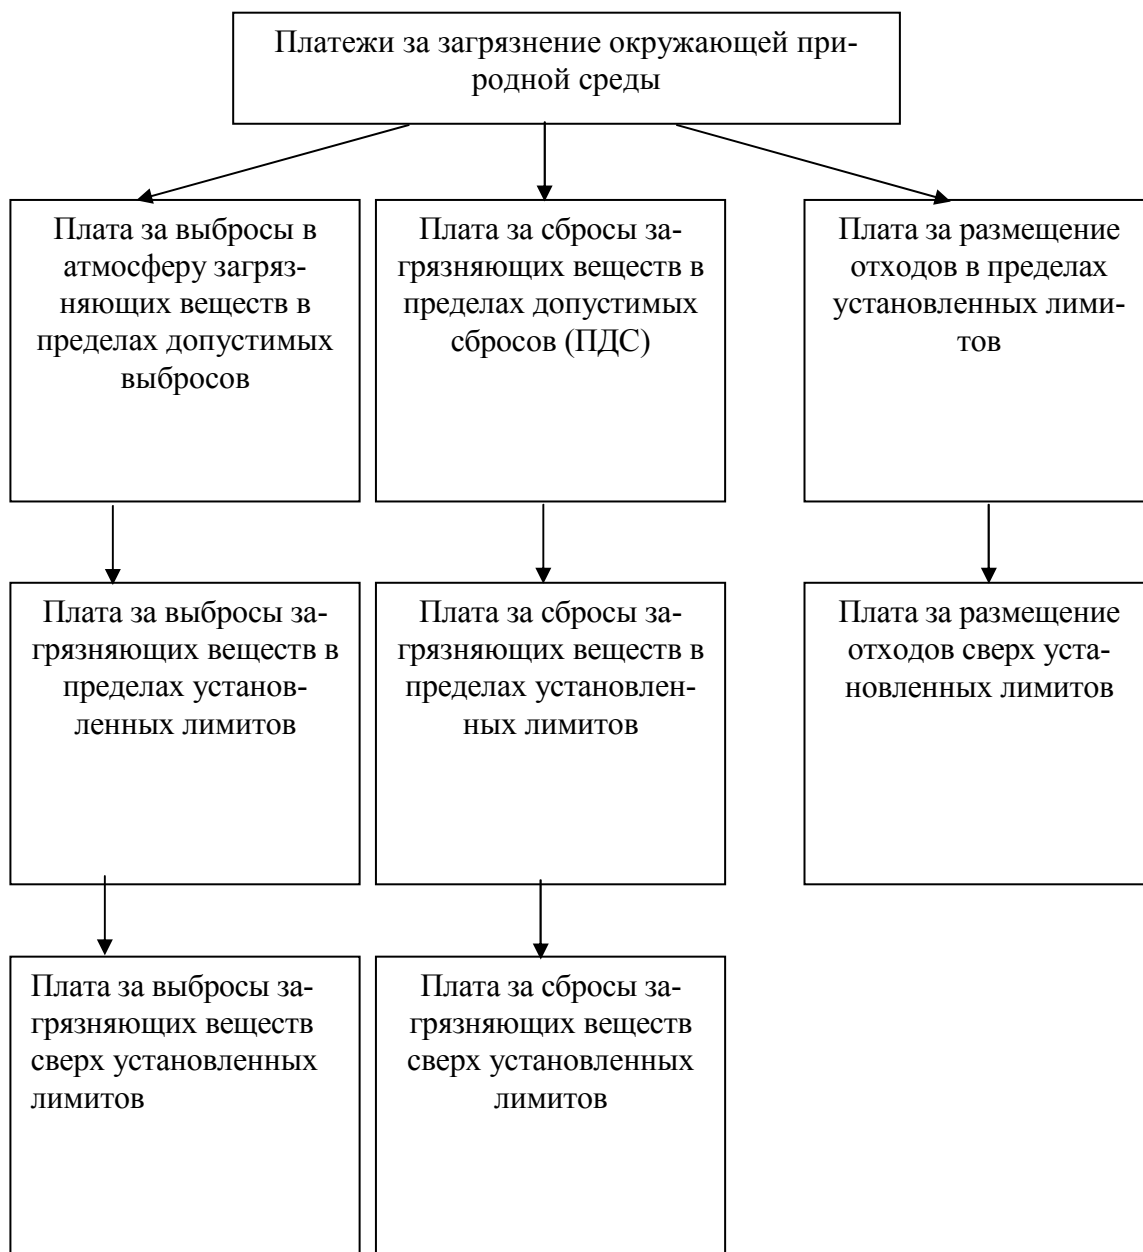 Платежи за загрязнение окружающей при-
родной среды
Плата за выбросы в
атмосферу загряз-
няющих веществ в
пределах допустимых
выбросов
Плата за сбросы за-
грязняющих веществ в
пределах допустимых
сбросов (ПДС)
Плата за размещение
отходов в пределах
установленных лими-
тов
Плата за выбросы за-
грязняющих веществ в
пределах установ-
ленных лимитов
Плата за сбросы за-
грязняющих веществ в
пределах установлен-
ных лимитов
Плата за размещение
отходов сверх уста-
новленных лимитов
Плата за выбросы за-
грязняющих веществ
сверх установленных
лимитов
Плата за сбросы за-
грязняющих веществ
сверх установленных
лимитов